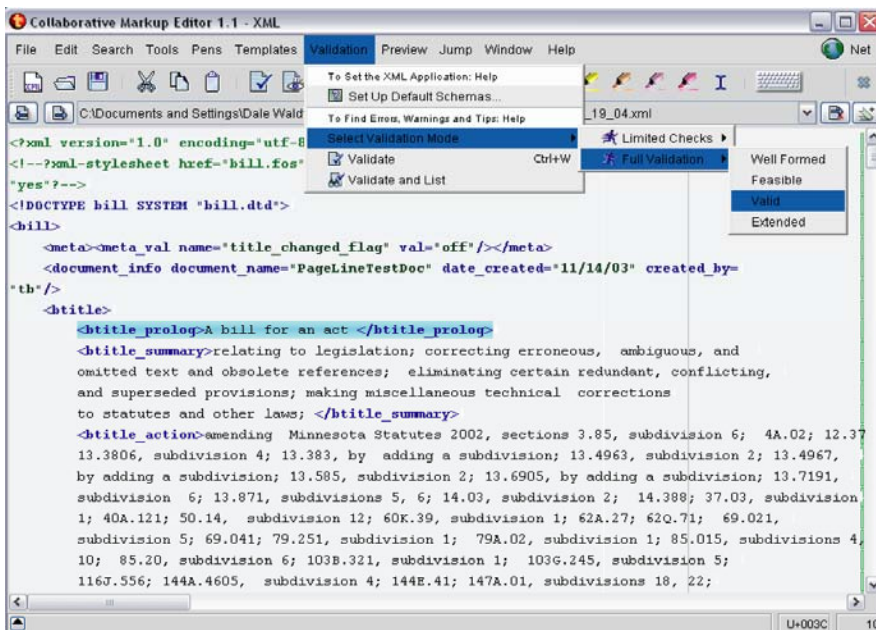 Collaborative Markup Editor 1.1 - XML
File Edit Search Tools Pens Templates Validation Preview Jump Window Help Net
To Set the XML Application: Help
Set Up Default Schemas...
To Find Errors, Warnings and Tips: Help
Select Validation Mode
Validate Ctrl+W
Validate and List
Limited Checks
Full Validation
Well Formed
Feasible
Valid
Extended
C:\Documents and Settings\Dale Wald
_19_04.xml
<?xml version="1.0" encoding="utf-8
<!--?xml-stylesheet href="bill.fos"
"yes"?-->
<!DOCTYPE bill SYSTEM "bill.dtd">
<bill>
<meta><meta_val name="title_changed_flag" val="off"/></meta>
<document_info document_name="PageLineTestDoc" date_created="11/14/03" created_by=
"tb"/>
<btitle>
<btitle_prolog>A bill for an act </btitle_prolog>
<btitle_summary>relating to legislation; correcting erroneous, ambiguous, and
omitted text and obsolete references; eliminating certain redundant, conflicting,
and superseded provisions; making miscellaneous technical corrections
to statutes and other laws; </btitle_summary>
<btitle_action>amending Minnesota Statutes 2002, sections 3.85, subdivision 6; 4A.02; 12.37
13.3806, subdivision 4; 13.383, by adding a subdivision; 13.4963, subdivision 2; 13.4967,
by adding a subdivision; 13.585, subdivision 2; 13.6905, by adding a subdivision; 13.7191,
subdivision 6; 13.871, subdivisions 5, 6; 14.03, subdivision 2; 14.388; 37.03, subdivision
1; 40A.121; 50.14, subdivision 12; 60K.39, subdivision 1; 62A.27; 62Q.71; 69.021,
subdivision 5; 69.041; 79.251, subdivision 1; 79A.02, subdivision 1; 85.015, subdivisions 4,
10; 85.20, subdivision 6; 103B.321, subdivision 1; 103G.245, subdivision 5;
116J.556; 144A.4605, subdivision 4; 144E.41; 147A.01, subdivisions 18, 22;
U+003C 10